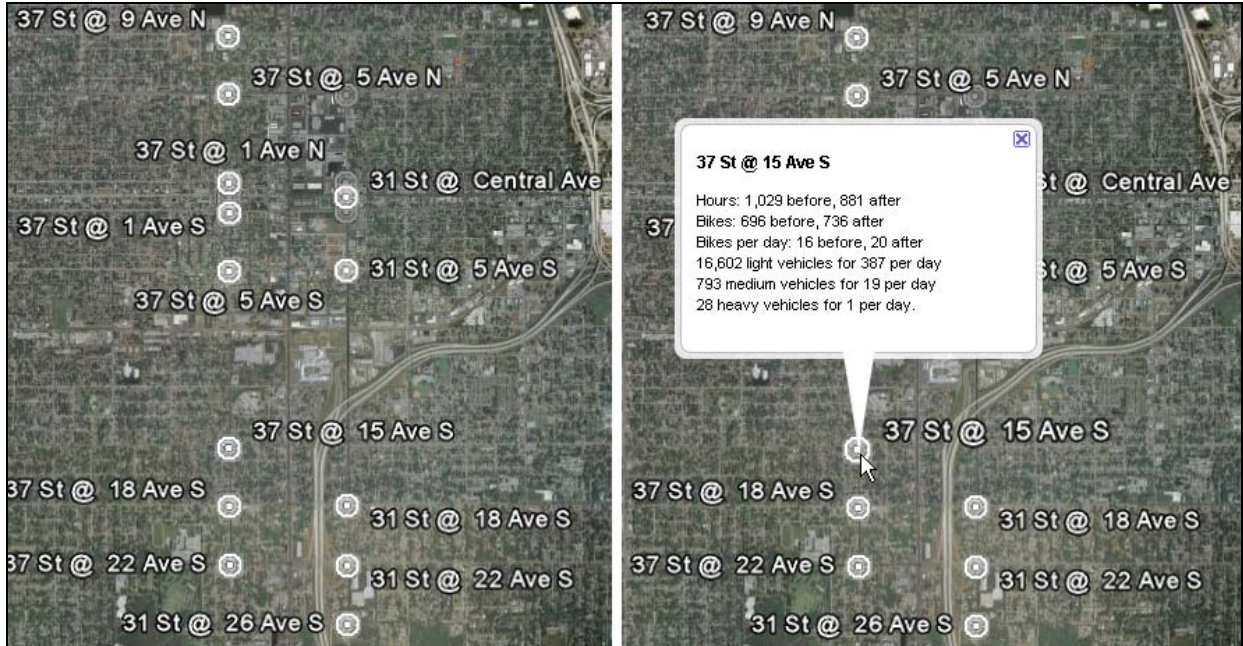 37 St @ 9 Ave N
37 St @ 5 Ave N
37 St @ 1 Ave N
31 St @ Central Ave
37 St @ 1 Ave S
31 St @ 5 Ave S
37 St @ 5 Ave S
37 St @ 15 Ave S
37 St @ 18 Ave S
31 St @ 18 Ave S
37 St @ 22 Ave S
31 St @ 22 Ave S
31 St @ 26 Ave S
37 St @ 9 Ave N
37 St @ 5 Ave N
37 St @ 15 Ave S
Hours: 1,029 before, 881 after
Bikes: 696 before, 736 after
Bikes per day: 16 before, 20 after
16,602 light vehicles for 387 per day
793 medium vehicles for 19 per day
28 heavy vehicles for 1 per day.
St @ Central Ave
37
St @ 5 Ave S
37 St @ 15 Ave S
37 St @ 18 Ave S
31 St @ 18 Ave S
37 St @ 22 Ave S
31 St @ 22 Ave S
31 St @ 26 Ave S